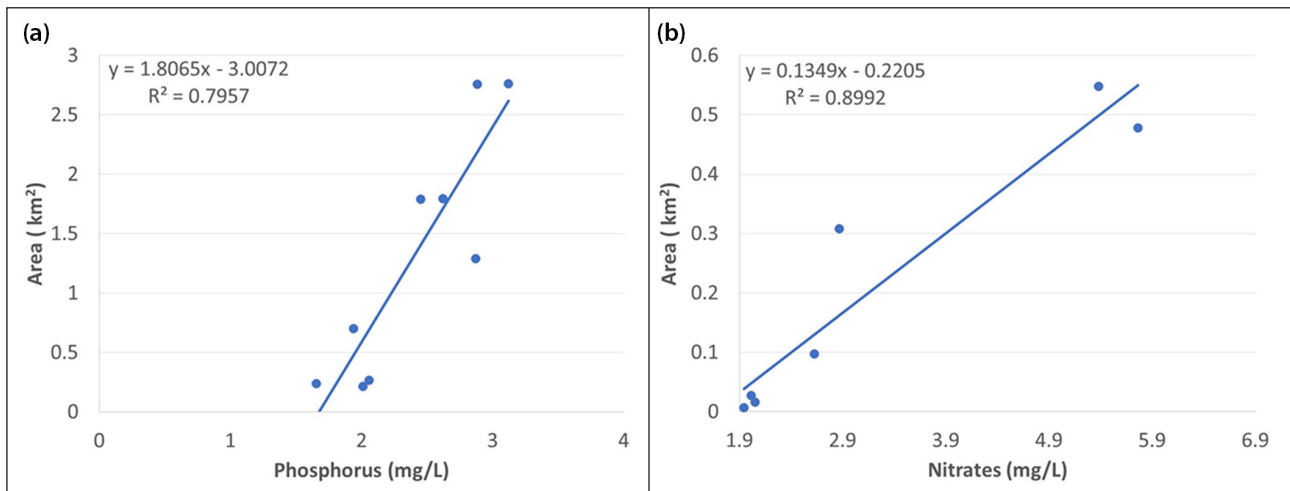 (a)
y = 1.8065x - 3.0072
R² = 0.7957
3
2.5
2
1.5
1
0.5
0
Area ( km²)
0 1 2 3 4
Phosphorus (mg/L)
(b)
y = 0.1349x - 0.2205
R² = 0.8992
0.6
0.5
0.4
0.3
0.2
0.1
0
Area ( km²)
1.9 2.9 3.9 4.9 5.9 6.9
Nitrates (mg/L)